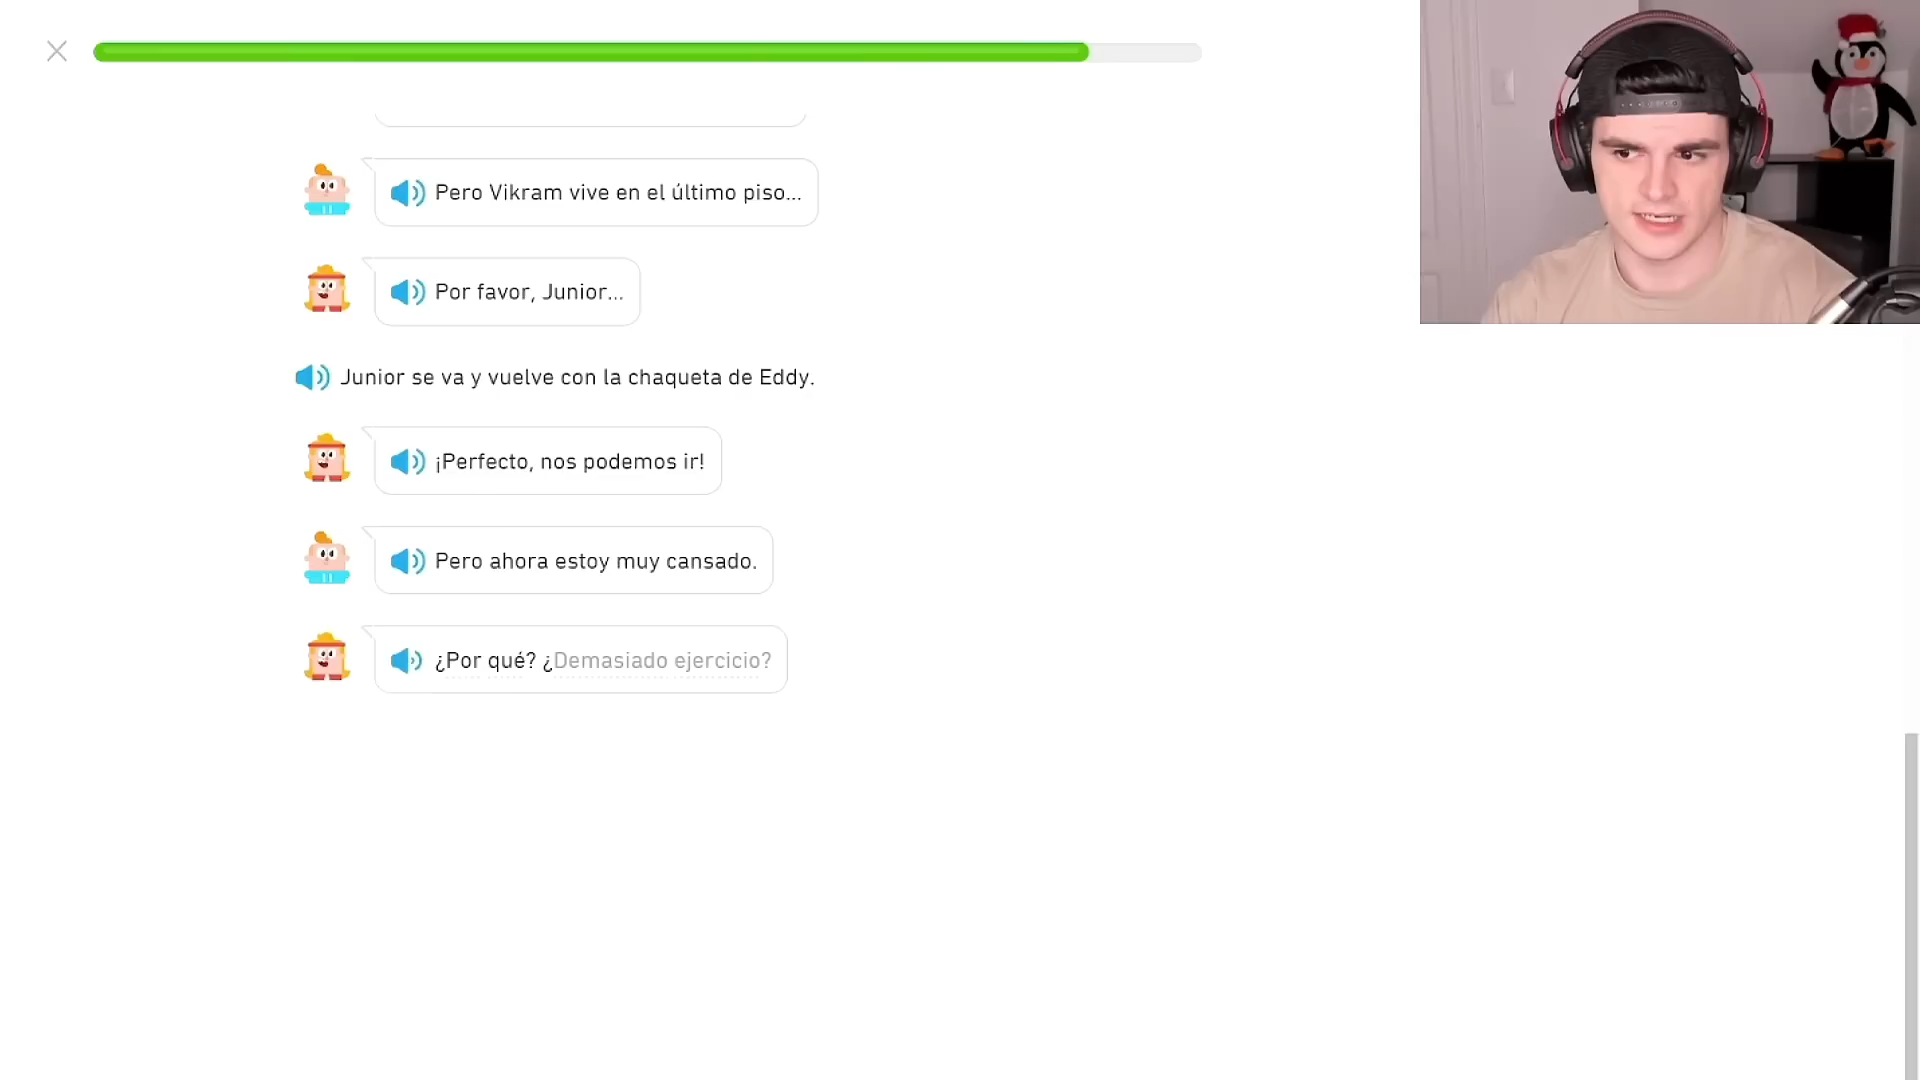 Pero Vikram vive en el último piso...
Por favor, Junior...
Junior se va y vuelve con la chaqueta de Eddy.
¡Perfecto, nos podemos ir!
Pero ahora estoy muy cansado.
¿Por qué? ¿Demasiado ejercicio?